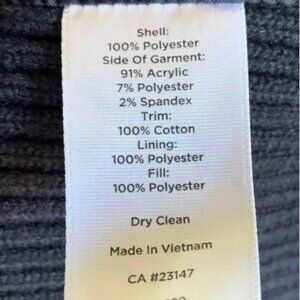 Shell:
100% Polyester
Side Of Garment:
91% Acrylic
7% Polyester
2% Spandex
Trim:
100% Cotton
Lining:
100% Polyester
Fill:
100% Polyester
Dry Clean
Made In Vietnam
CA #23147